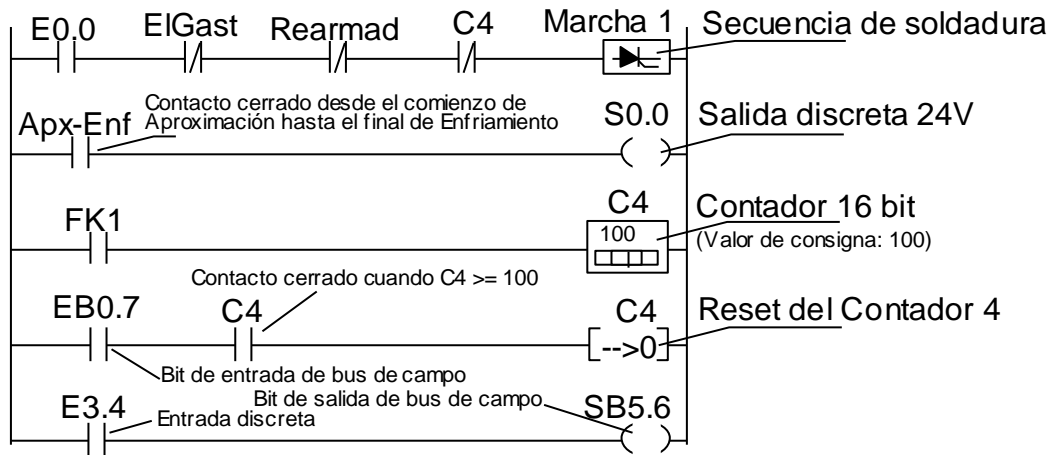 E0.0 ElGast Rearmad C4 Marcha 1 Secuencia de soldadura
Contacto cerrado desde el comienzo de
Apx-Enf Aproximación hasta el final de Enfriamiento S0.0 Salida discreta 24V
FK1 C4 Contador 16 bit
100 (Valor de consigna: 100)
Contacto cerrado cuando C4 >= 100
EB0.7 C4 C4 Reset del Contador 4
-->0
Bit de entrada de bus de campo
Bit de salida de bus de campo
E3.4 Entrada discreta SB5.6